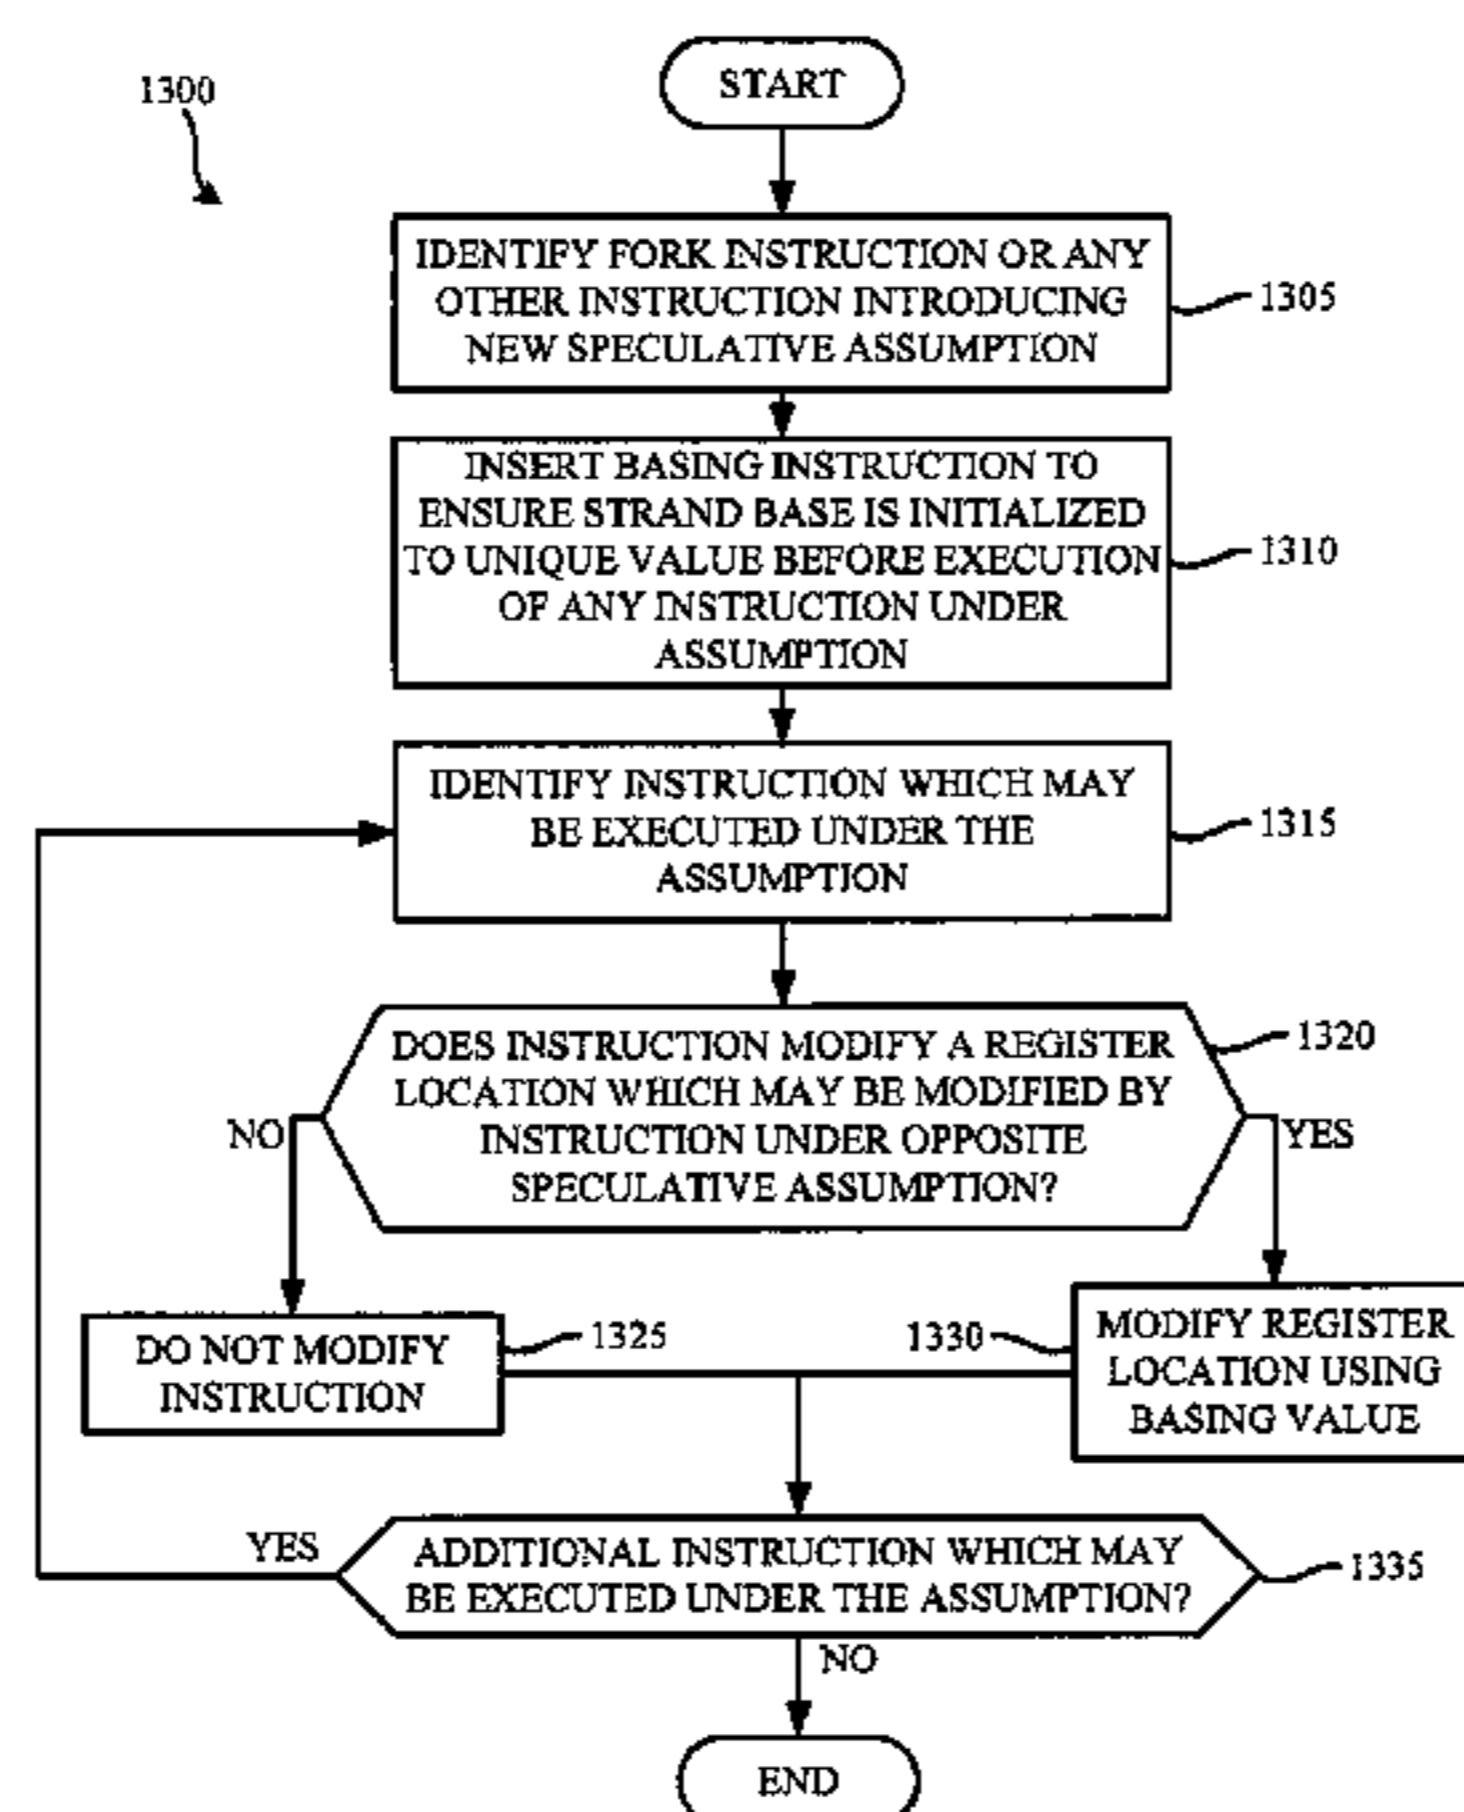 START
1300
IDENTIFY FORK INSTRUCTION OR ANY
OTHER INSTRUCTION INTRODUCING
NEW SPECULATIVE ASSUMPTION
1305
INSERT BASING INSTRUCTION TO
ENSURE STRAND BASE IS INITIALIZED
TO UNIQUE VALUE BEFORE EXECUTION
OF ANY INSTRUCTION UNDER
ASSUMPTION
1310
IDENTIFY INSTRUCTION WHICH MAY
BE EXECUTED UNDER THE
ASSUMPTION
1315
DOES INSTRUCTION MODIFY A REGISTER
LOCATION WHICH MAY BE MODIFIED BY
INSTRUCTION UNDER OPPOSITE
SPECULATIVE ASSUMPTION?
1320
NO
YES
DO NOT MODIFY
INSTRUCTION
1325
1330
MODIFY REGISTER
LOCATION USING
BASING VALUE
YES
ADDITIONAL INSTRUCTION WHICH MAY
BE EXECUTED UNDER THE ASSUMPTION?
1335
NO
END